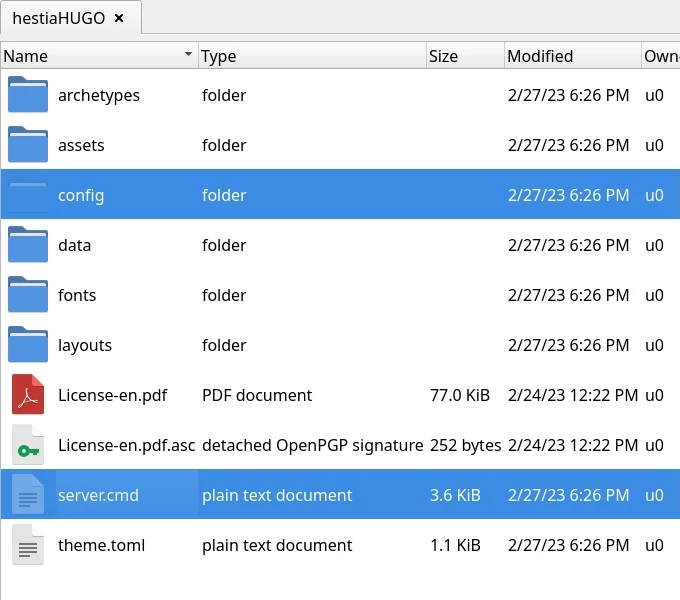 hestiaHUGO ×
Name Type Size Modified Own
archetypes folder 2/27/23 6:26 PM u0
assets folder 2/27/23 6:26 PM u0
config folder 2/27/23 6:26 PM u0
data folder 2/27/23 6:26 PM u0
fonts folder 2/27/23 6:26 PM u0
layouts folder 2/27/23 6:26 PM u0
License-en.pdf PDF document 77.0 KiB 2/24/23 12:22 PM u0
License-en.pdf.asc detached OpenPGP signature 252 bytes 2/24/23 12:22 PM u0
server.cmd plain text document 3.6 KiB 2/27/23 6:26 PM u0
theme.toml plain text document 1.1 KiB 2/27/23 6:26 PM u0